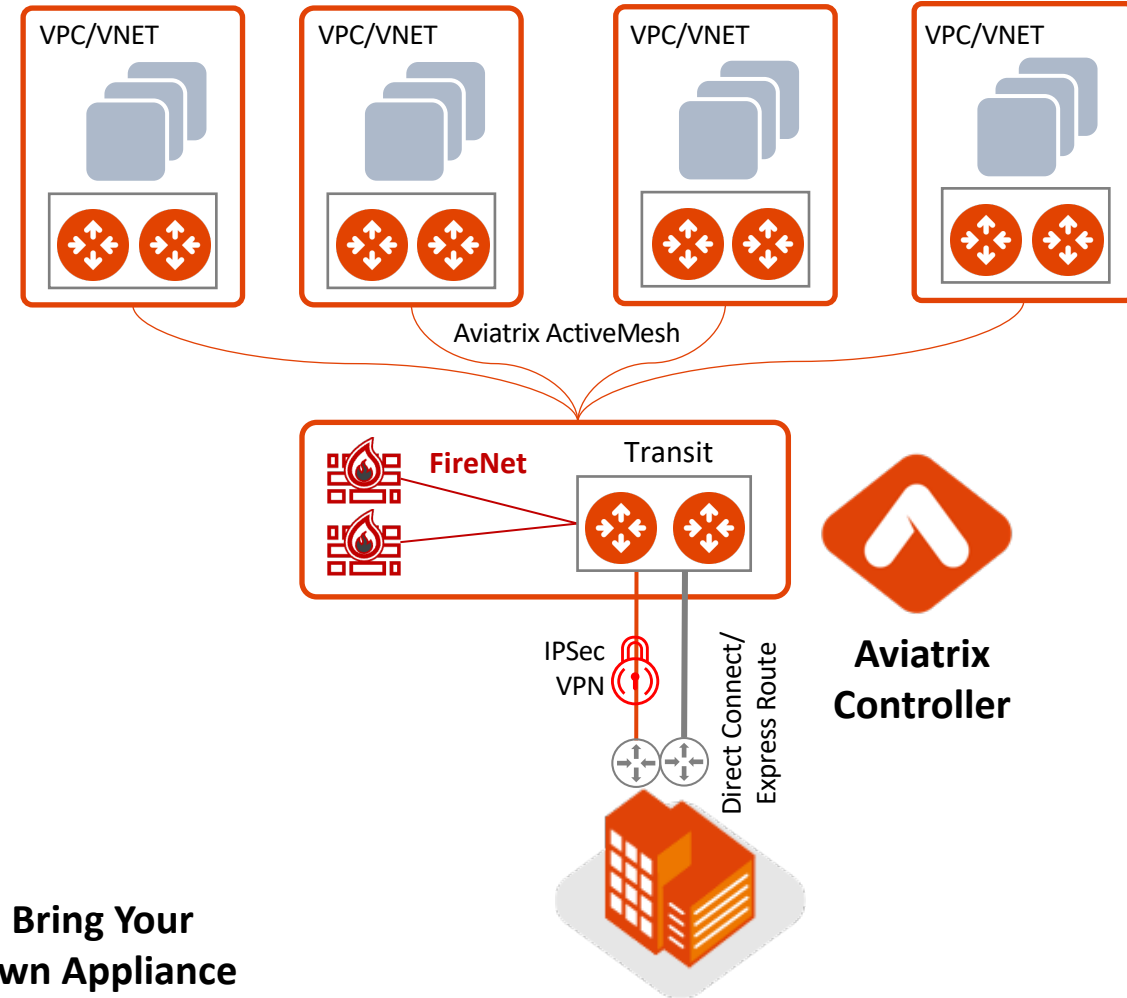 VPC/VNET
VPC/VNET
VPC/VNET
VPC/VNET
Aviatrix ActiveMesh
FireNet
Transit
IPSec
VPN
Direct Connect/
Express Route
Aviatrix
Controller
Bring Your
wn Appliance